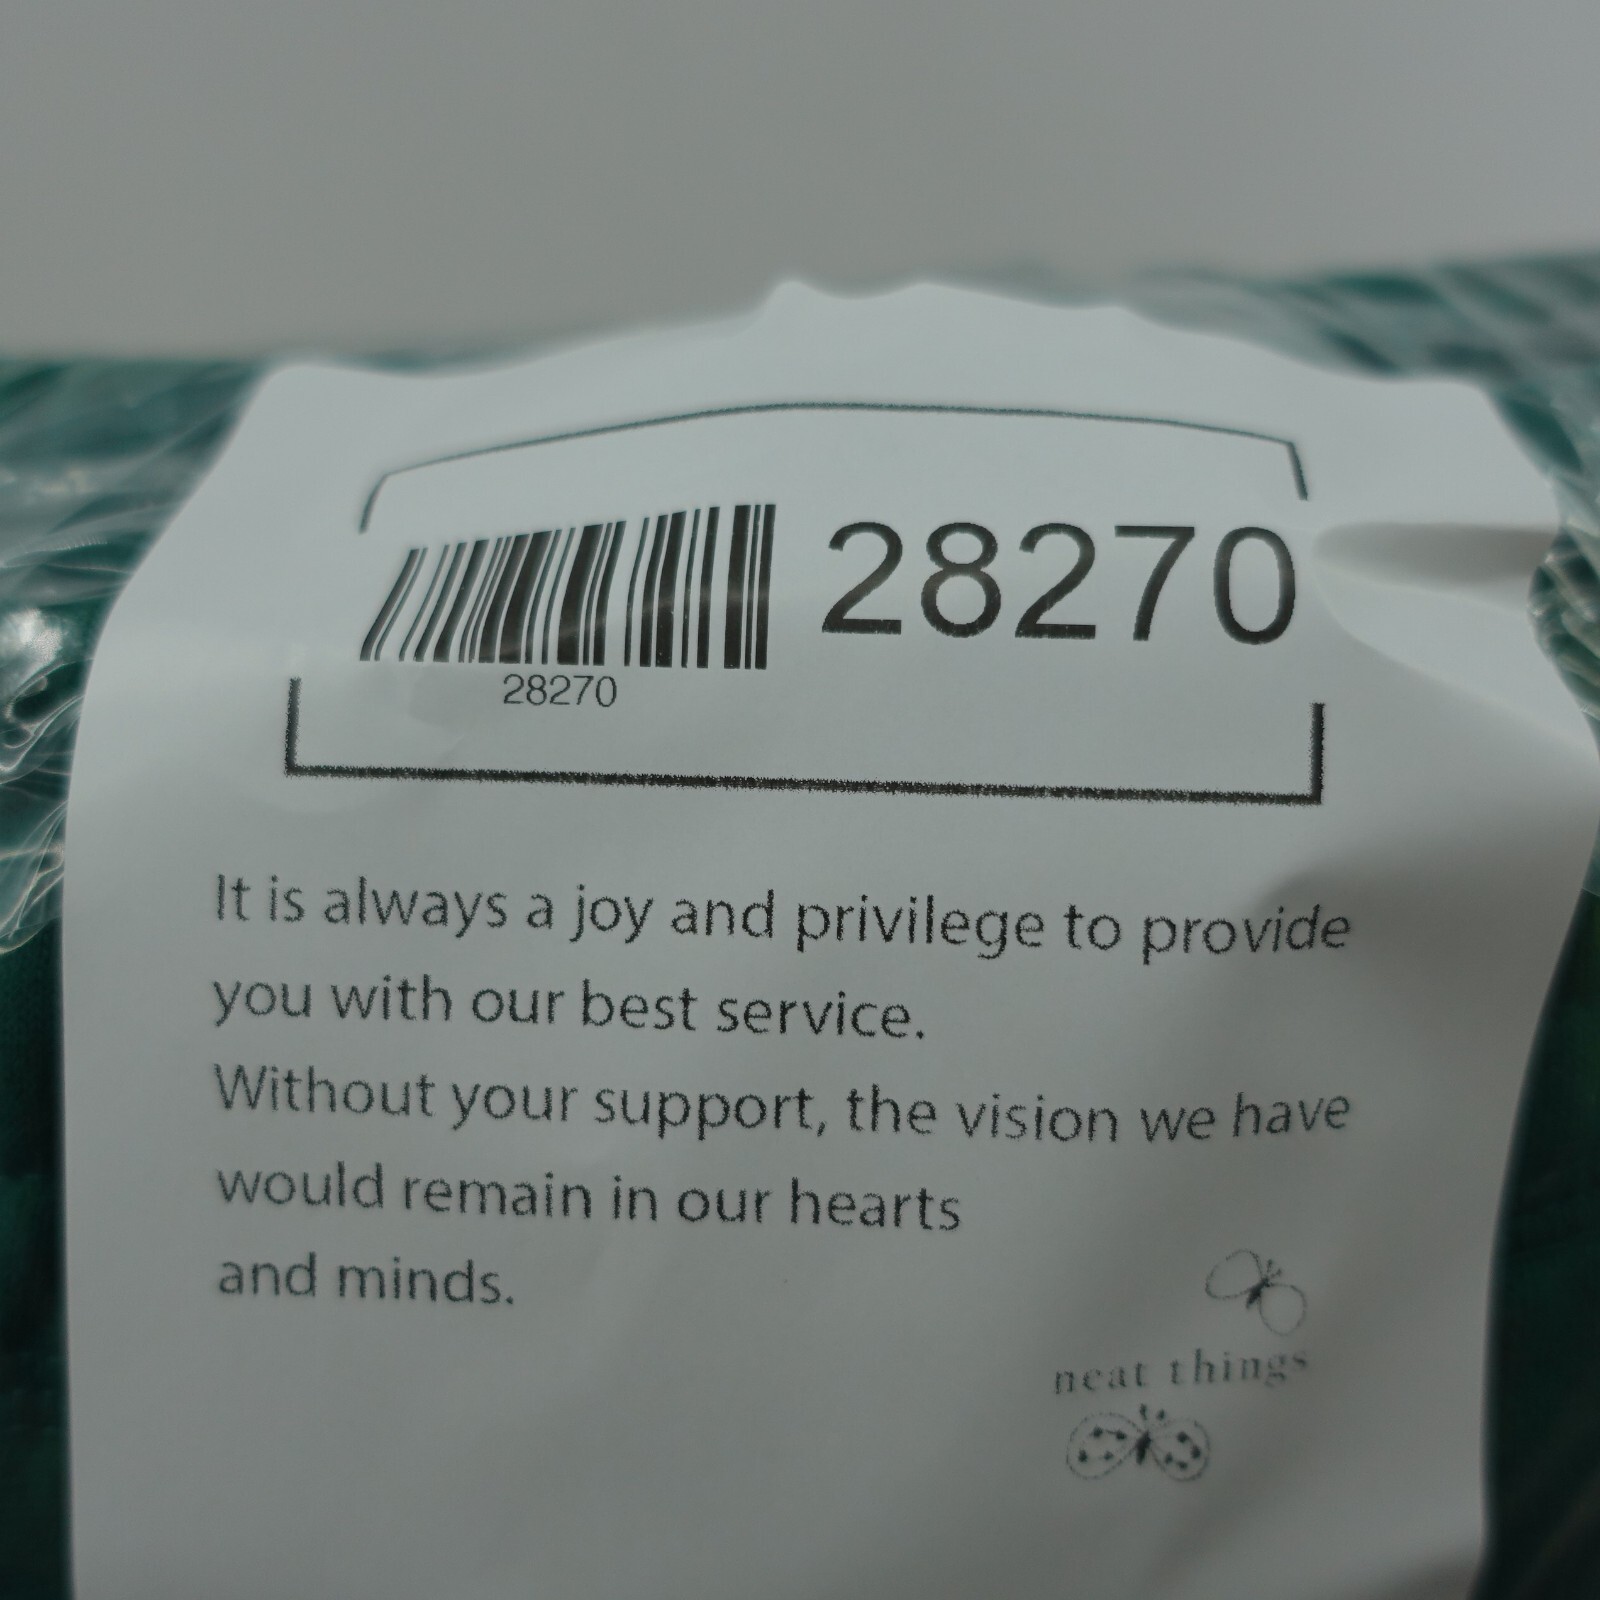 28270
28270
It is always a joy and privilege to provide
you with our best service.
Without your support, the vision we have
would remain in our hearts
and minds.
neat things